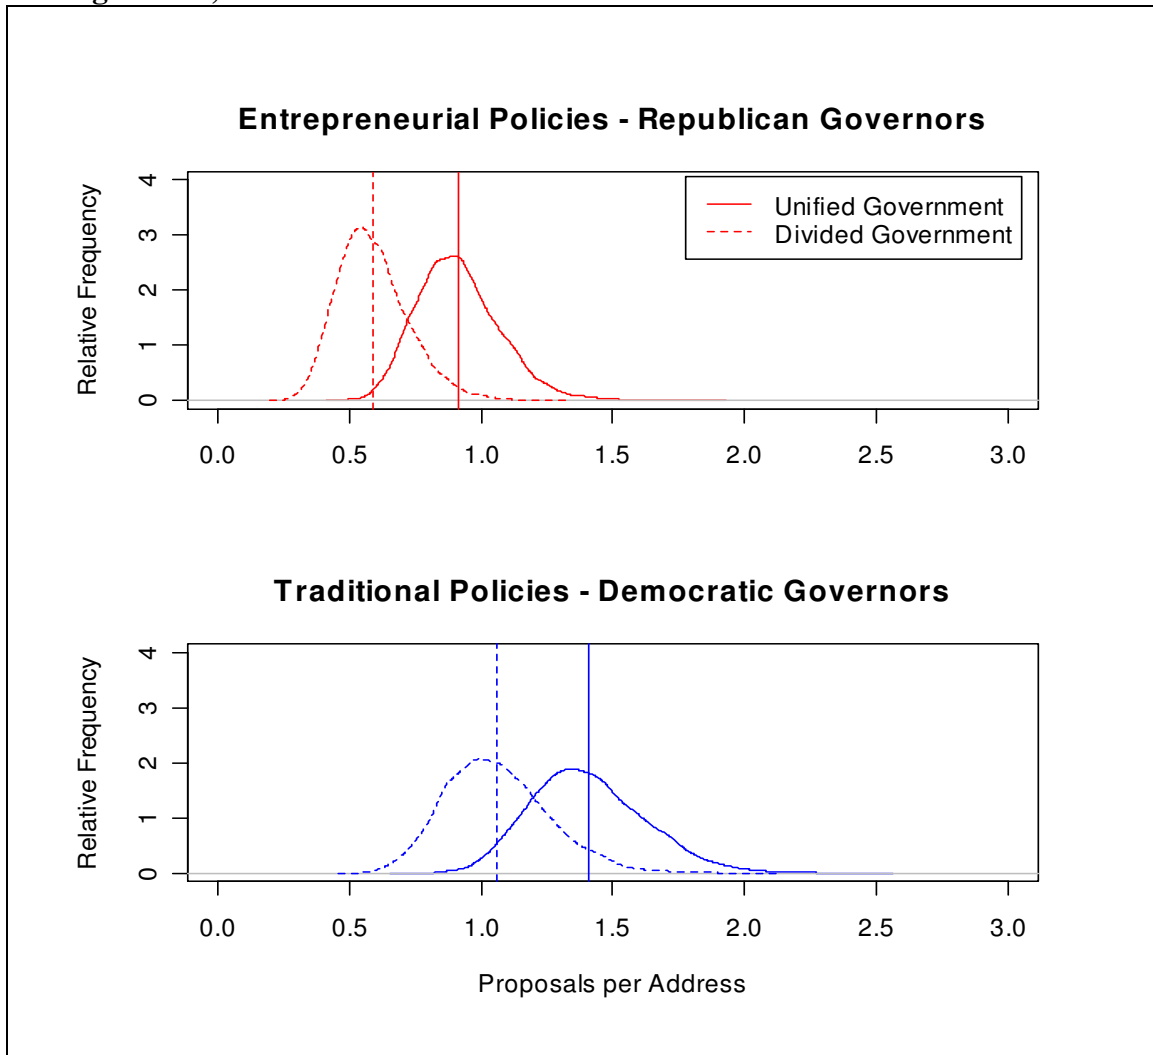 Entrepreneurial Policies - Republican Governors
Relative Frequency
4
3
2
1
0
Unified Government
Divided Government
0.0 0.5 1.0 1.5 2.0 2.5 3.0
Traditional Policies - Democratic Governors
Relative Frequency
4
3
2
1
0
0.0 0.5 1.0 1.5 2.0 2.5 3.0
Proposals per Address